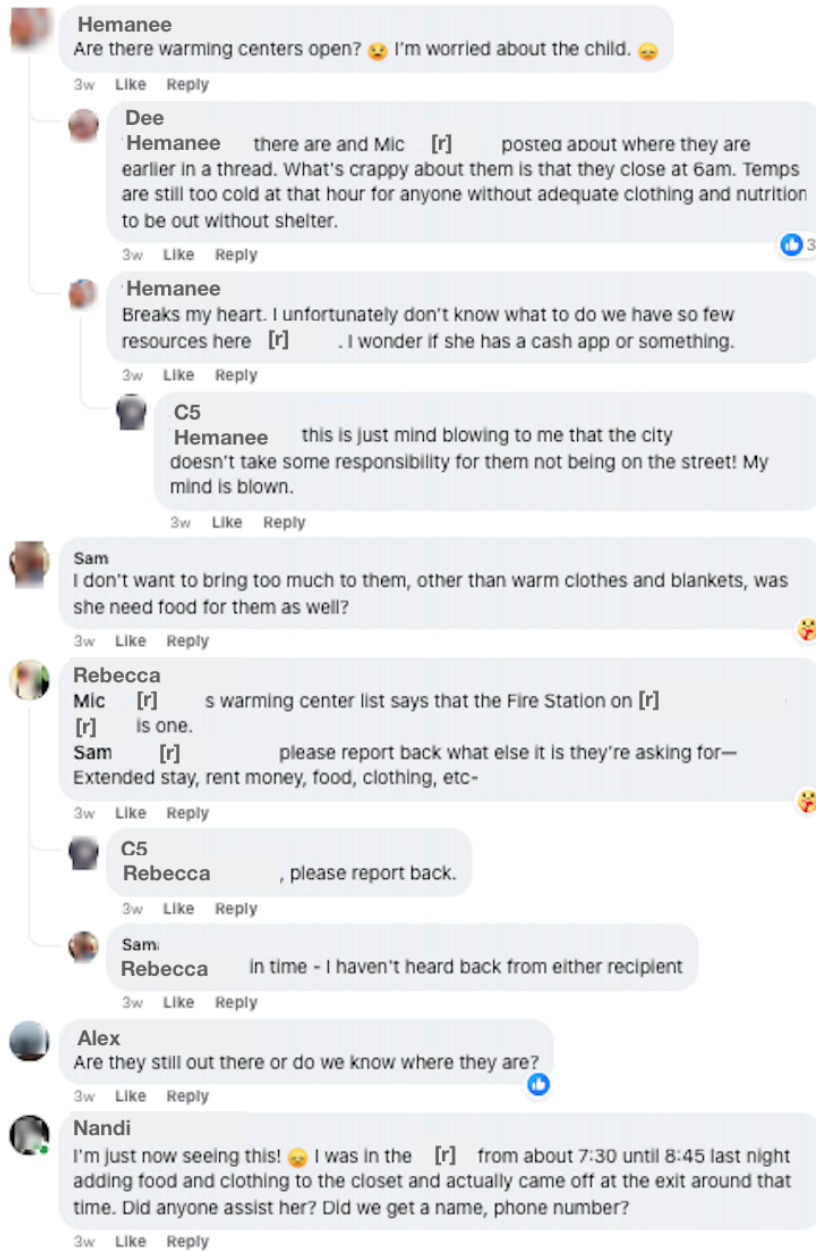 Hemanee
Are there warming centers open? 😟 I'm worried about the child. 😞
3w Like Reply
Dee
Hemanee there are and Mic [r] posted about where they are
earlier in a thread. What's crappy about them is that they close at 6am. Temps
are still too cold at that hour for anyone without adequate clothing and nutrition
to be out without shelter.
3w Like Reply
3
Hemanee
Breaks my heart. I unfortunately don't know what to do we have so few
resources here [r] . I wonder if she has a cash app or something.
3w Like Reply
C5
Hemanee this is just mind blowing to me that the city
doesn't take some responsibility for them not being on the street! My
mind is blown.
3w Like Reply
Sam
I don't want to bring too much to them, other than warm clothes and blankets, was
she need food for them as well?
3w Like Reply
Rebecca
Mic [r] s warming center list says that the Fire Station on [r]
[r] is one.
Sam [r] please report back what else it is they're asking for—
Extended stay, rent money, food, clothing, etc-
3w Like Reply
C5
Rebecca , please report back.
3w Like Reply
Sam
Rebecca in time - I haven't heard back from either recipient
3w Like Reply
Alex
Are they still out there or do we know where they are?
3w Like Reply
Nandi
I'm just now seeing this! 😞 I was in the [r] from about 7:30 until 8:45 last night
adding food and clothing to the closet and actually came off at the exit around that
time. Did anyone assist her? Did we get a name, phone number?
3w Like Reply